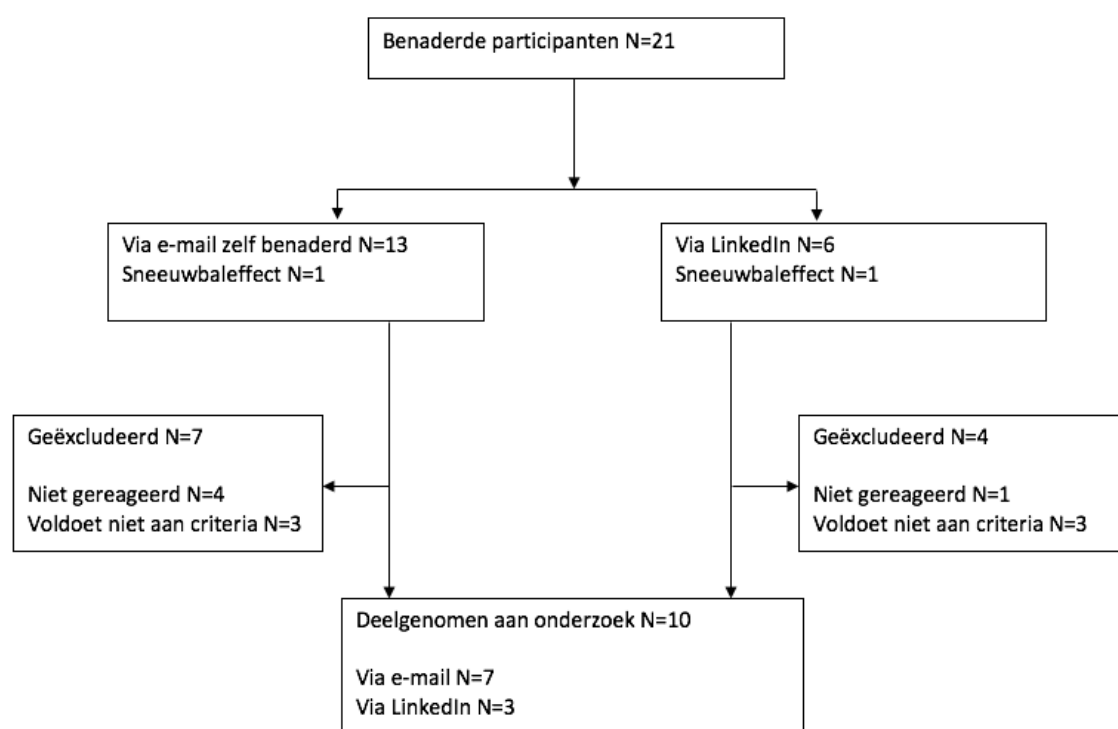 Benaderde participanten N=21
Via e-mail zelf benaderd N=13
Sneeuwbaleffect N=1
Via LinkedIn N=6
Sneeuwbaleffect N=1
Geëxcludeerd N=7
Niet gereageerd N=4
Voldoet niet aan criteria N=3
Geëxcludeerd N=4
Niet gereageerd N=1
Voldoet niet aan criteria N=3
Deelgenomen aan onderzoek N=10
Via e-mail N=7
Via LinkedIn N=3